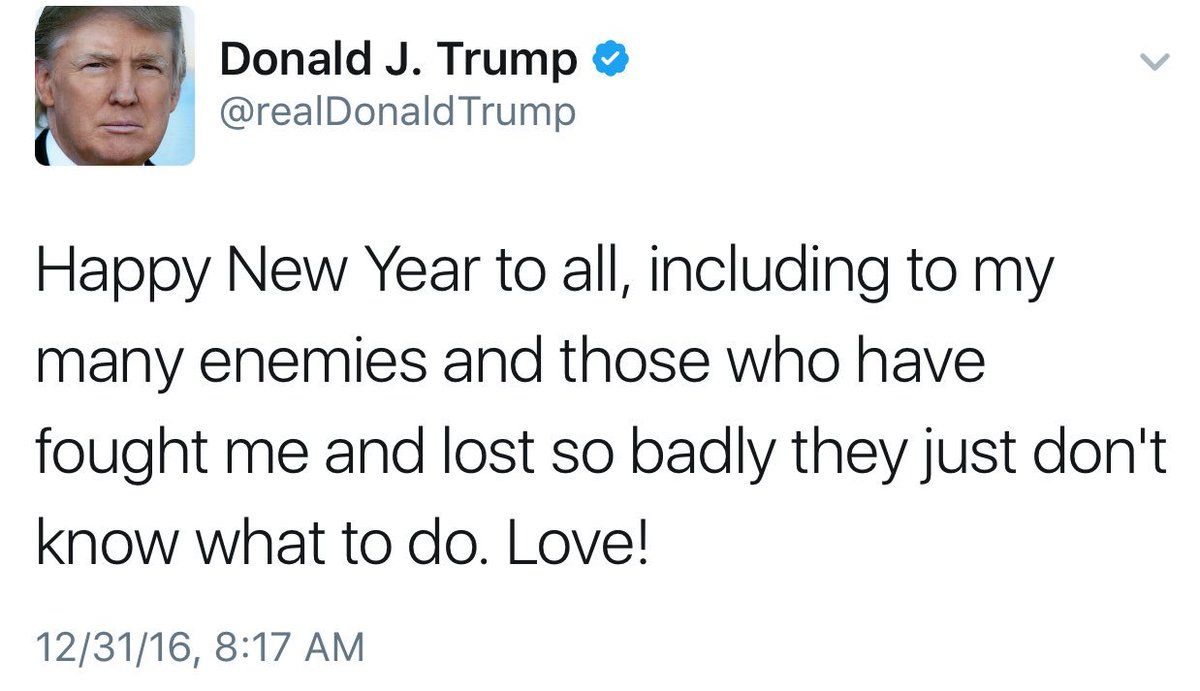 Donald J. Trump
@realDonaldTrump
Happy New Year to all, including to my
many enemies and those who have
fought me and lost so badly they just don't
know what to do. Love!
12/31/16, 8:17 AM